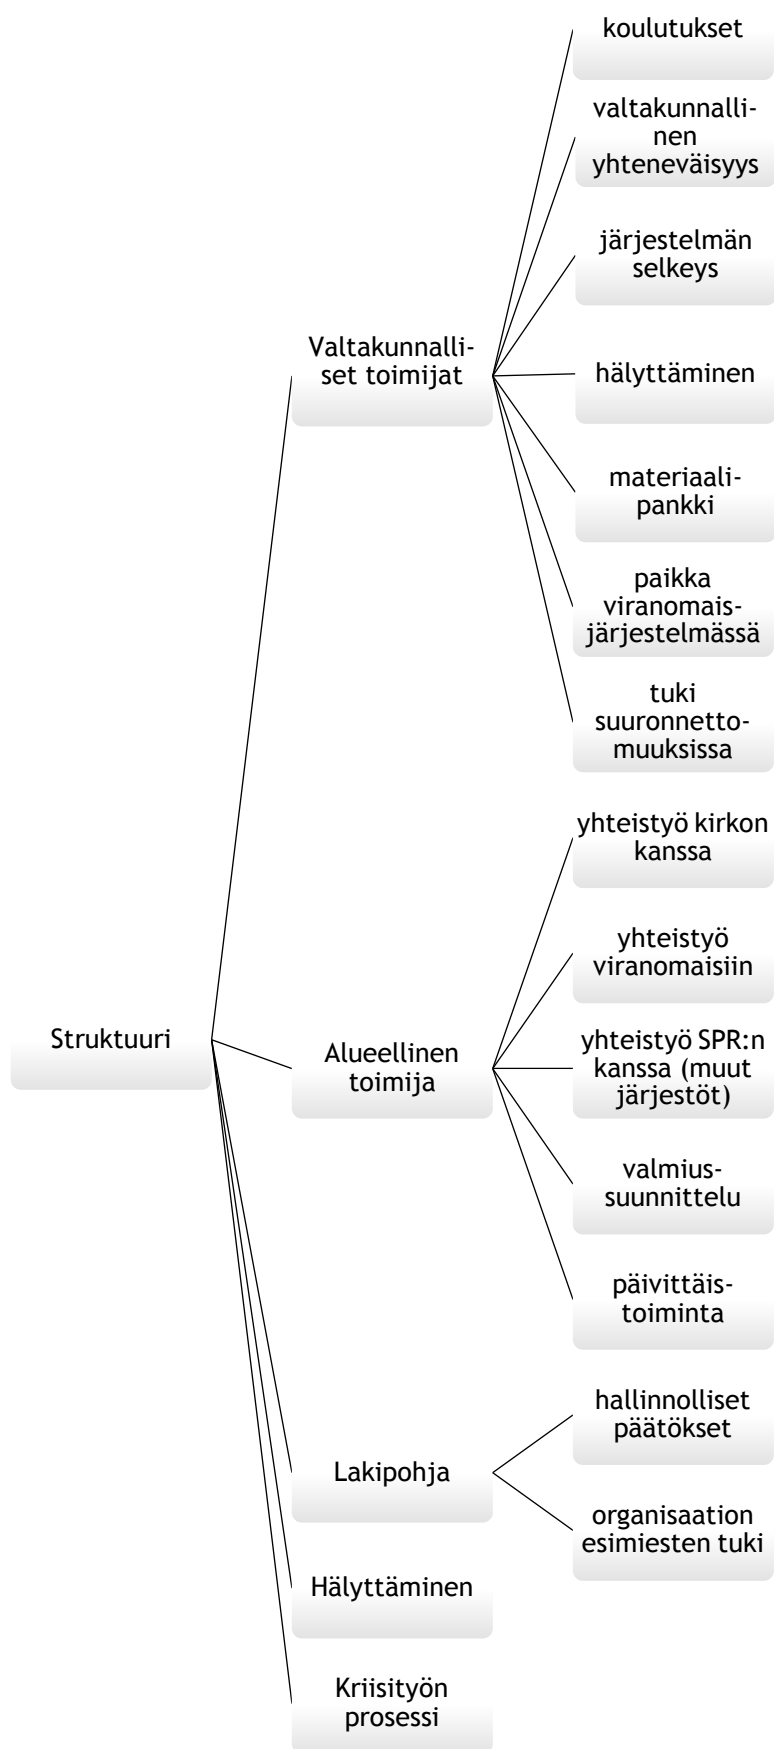 koulutukset
valtakunnalli-
nen
yhteneväisyys
järjestelmän
selkeys
Valtakunnalli-
set toimijat
hälyttäminen
materiaali-
pankki
paikka
viranomais-
järjestelmässä
tuki
suuronnetto-
muuksissa
yhteistyö kirkon
kanssa
yhteistyö
viranomaisiin
Struktuuri
Alueellinen
toimija
yhteistyö SPR:n
kanssa (muut
järjestöt)
valmius-
suunnittelu
päivittäis-
toiminta
hallinnolliset
päätökset
Lakipohja
organisaation
esimiesten tuki
Hälyttäminen
Kriisityön
prosessi